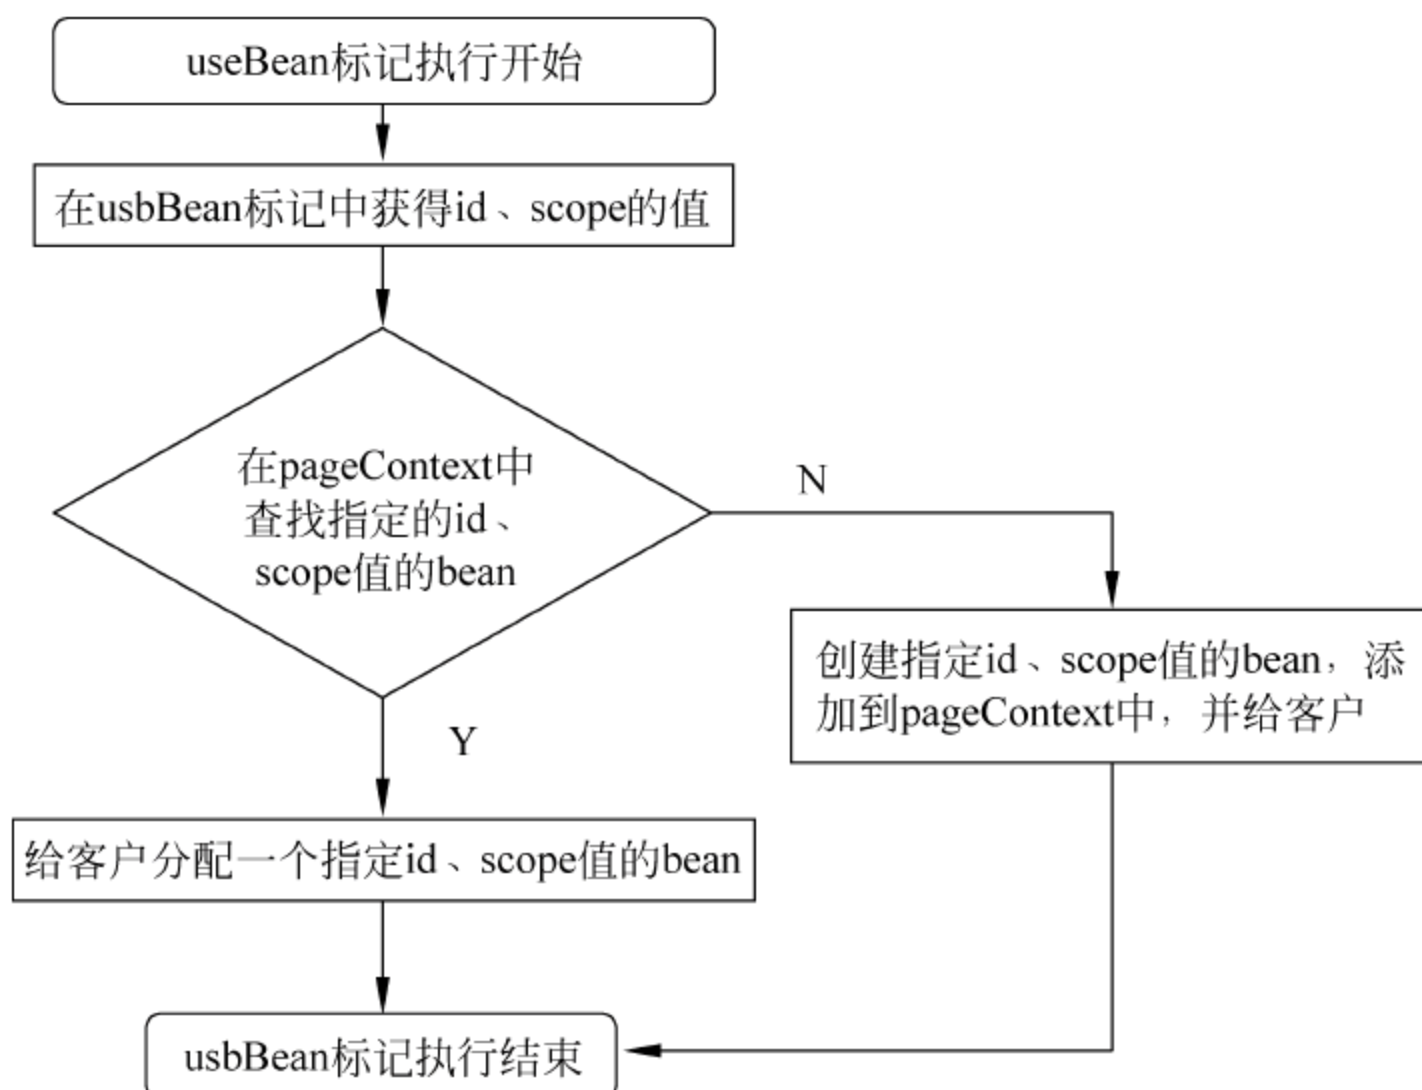 useBean标记执行开始
在usbBean标记中获得id、scope的值
在pageContext中
查找指定的id、
scope值的bean
N
创建指定id、scope值的bean，添
加到pageContext中，并给客户
Y
给客户分配一个指定id、scope值的bean
usbBean标记执行结束